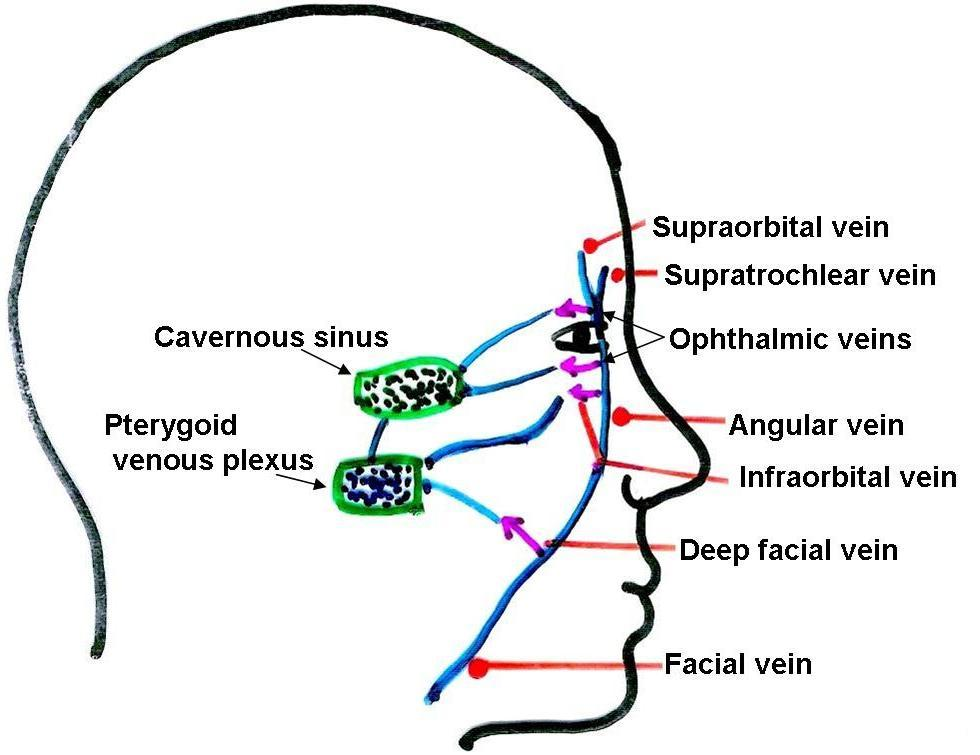 Supraorbital vein
Supratrochlear vein
Cavernous sinus
Ophthalmic veins
Pterygoid
venous plexus
Angular vein
Infraorbital vein
Deep facial vein
Facial vein